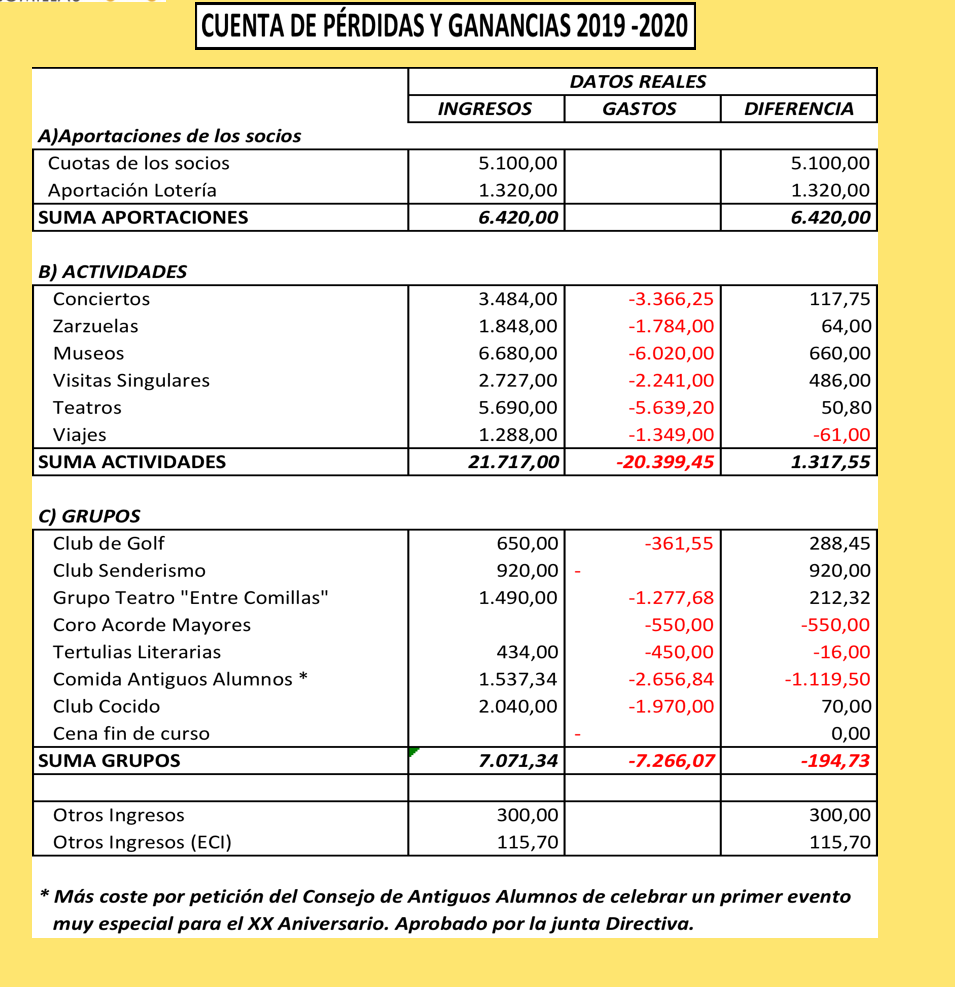 CUENTA DE PÉRDIDAS Y GANANCIAS 2019 -2020
DATOS REALES
INGRESOS GASTOS DIFERENCIA
A)Aportaciones de los socios
Cuotas de los socios 5.100,00 5.100,00
Aportación Lotería 1.320,00 1.320,00
SUMA APORTACIONES 6.420,00 6.420,00
B) ACTIVIDADES
Conciertos 3.484,00 -3.366,25 117,75
Zarzuelas 1.848,00 -1.784,00 64,00
Museos 6.680,00 -6.020,00 660,00
Visitas Singulares 2.727,00 -2.241,00 486,00
Teatros 5.690,00 -5.639,20 50,80
Viajes 1.288,00 -1.349,00 -61,00
SUMA ACTIVIDADES 21.717,00 -20.399,45 1.317,55
C) GRUPOS
Club de Golf 650,00 -361,55 288,45
Club Senderismo 920,00 - 920,00
Grupo Teatro "Entre Comillas" 1.490,00 -1.277,68 212,32
Coro Acorde Mayores -550,00 -550,00
Tertulias Literarias 434,00 -450,00 -16,00
Comida Antiguos Alumnos * 1.537,34 -2.656,84 -1.119,50
Club Cocido 2.040,00 -1.970,00 70,00
Cena fin de curso - 0,00
SUMA GRUPOS 7.071,34 -7.266,07 -194,73
Otros Ingresos 300,00 300,00
Otros Ingresos (ECI) 115,70 115,70
* Más coste por petición del Consejo de Antiguos Alumnos de celebrar un primer evento
muy especial para el XX Aniversario. Aprobado por la junta Directiva.